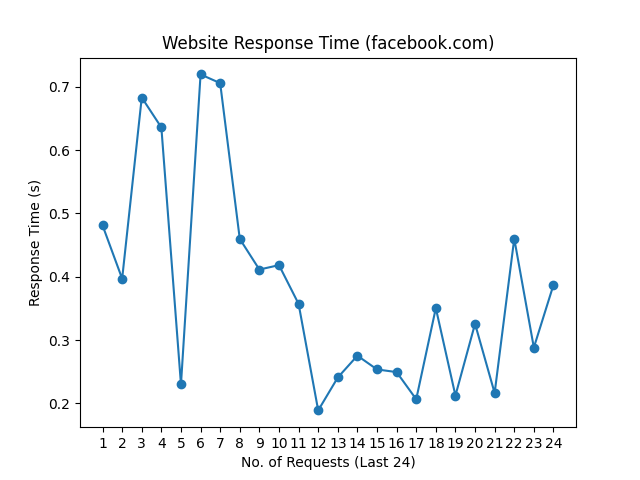 Website Response Time (facebook.com)
Response Time (s)
0.7
0.6
0.5
0.4
0.3
0.2
1 2 3 4 5 6 7 8 9 10 11 12 13 14 15 16 17 18 19 20 21 22 23 24
No. of Requests (Last 24)